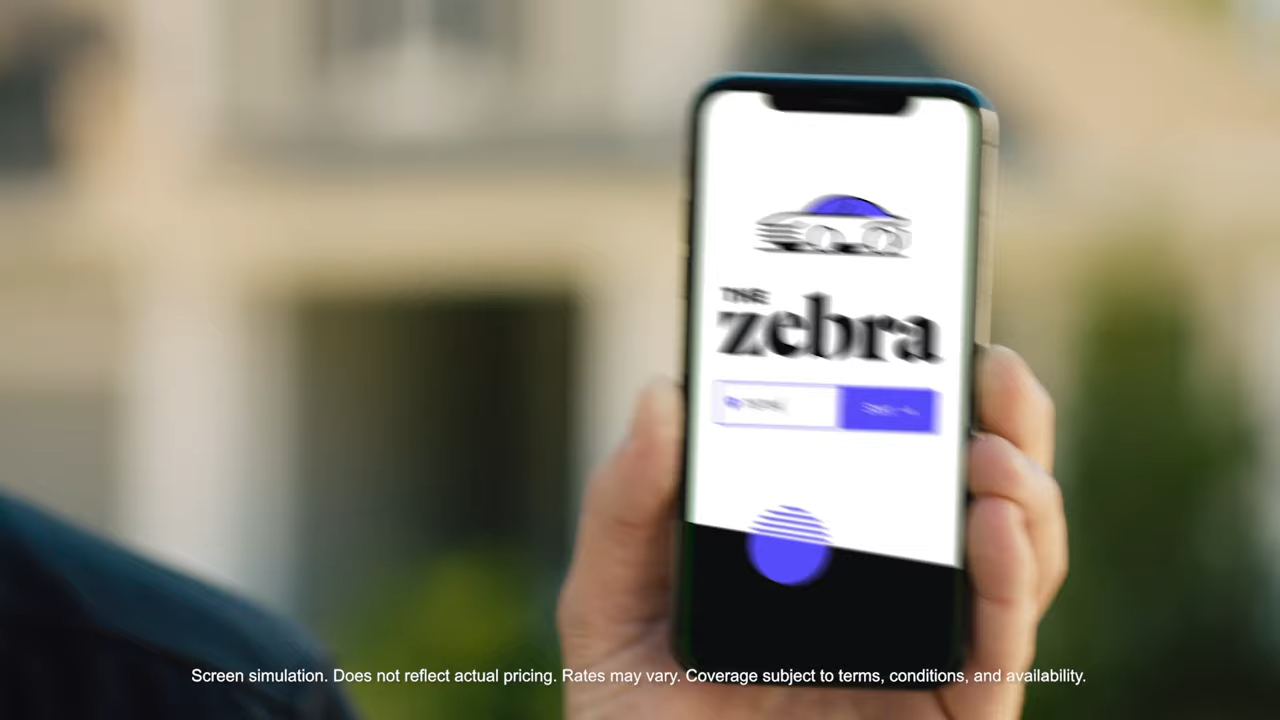 THE
zebra
Screen simulation. Does not reflect actual pricing. Rates may vary. Coverage subject to terms, conditions, and availability.